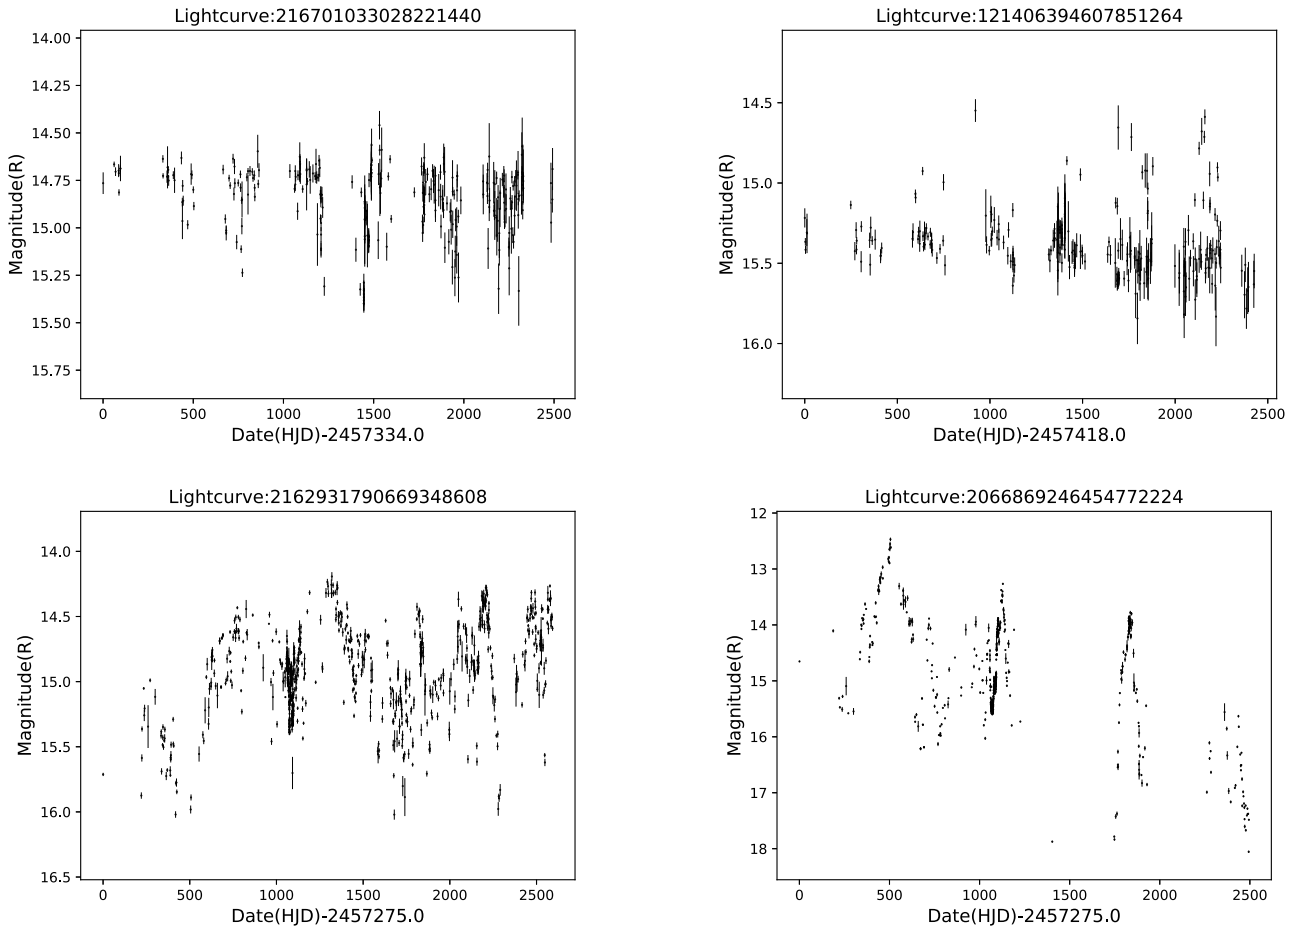 Lightcurve:216701033028221440
14.00
14.25
14.50
14.75
15.00
15.25
15.50
15.75
Magnitude(R)
0 500 1000 1500 2000 2500
Date(HJD)-2457334.0
Lightcurve:121406394607851264
14.5
15.0
15.5
16.0
Magnitude(R)
0 500 1000 1500 2000 2500
Date(HJD)-2457418.0
Lightcurve:2162931790669348608
14.0
14.5
15.0
15.5
16.0
16.5
Magnitude(R)
0 500 1000 1500 2000 2500
Date(HJD)-2457275.0
Lightcurve:2066869246454772224
12
13
14
15
16
17
18
Magnitude(R)
0 500 1000 1500 2000 2500
Date(HJD)-2457275.0